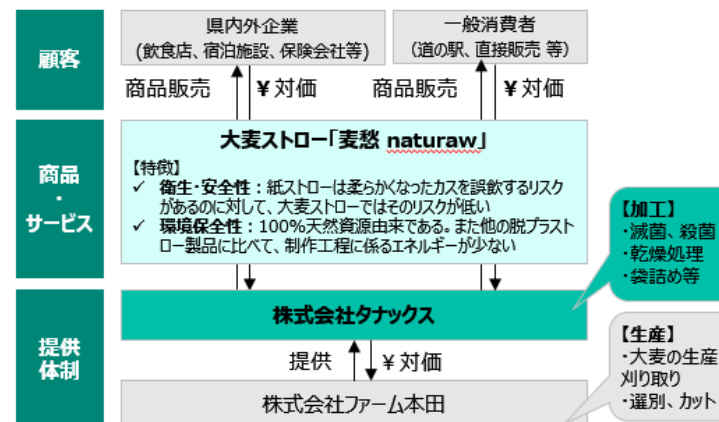 顧客
県内外企業
(飲食店、宿泊施設、保険会社等)
一般消費者
(道の駅、直接販売 等)
商品販売
¥対価
商品販売
¥対価
商品
・
サービス
大麦ストロー「麦愁 naturaw」
【特徴】
✓ 衛生・安全性:紙ストローは柔らかくなったカスを誤飲するリスク
があるのに対して、大麦ストローではそのリスクが低い
✓ 環境保全性:100%天然資源由来である。また他の脱プラスト
ロー製品に比べて、制作工程に係るエネルギーが少ない
【加工】
・滅菌、殺菌
・乾燥処理
・袋詰め等
提供
体制
株式会社タナックス
提供
¥対価
株式会社ファーム本田
【生産】
・大麦の生産
刈り取り
・選別、カット